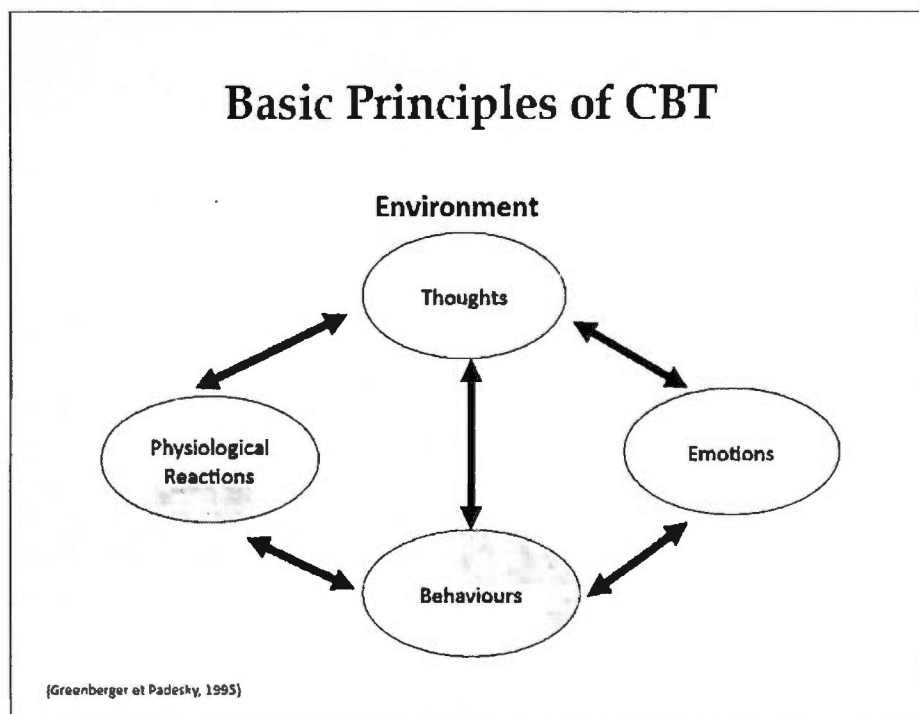 Basic Principles of CBT
Environment
Thoughts
Physiological
Reactions
Emotions
Behaviours
(Greenberger et Padesky, 1995)